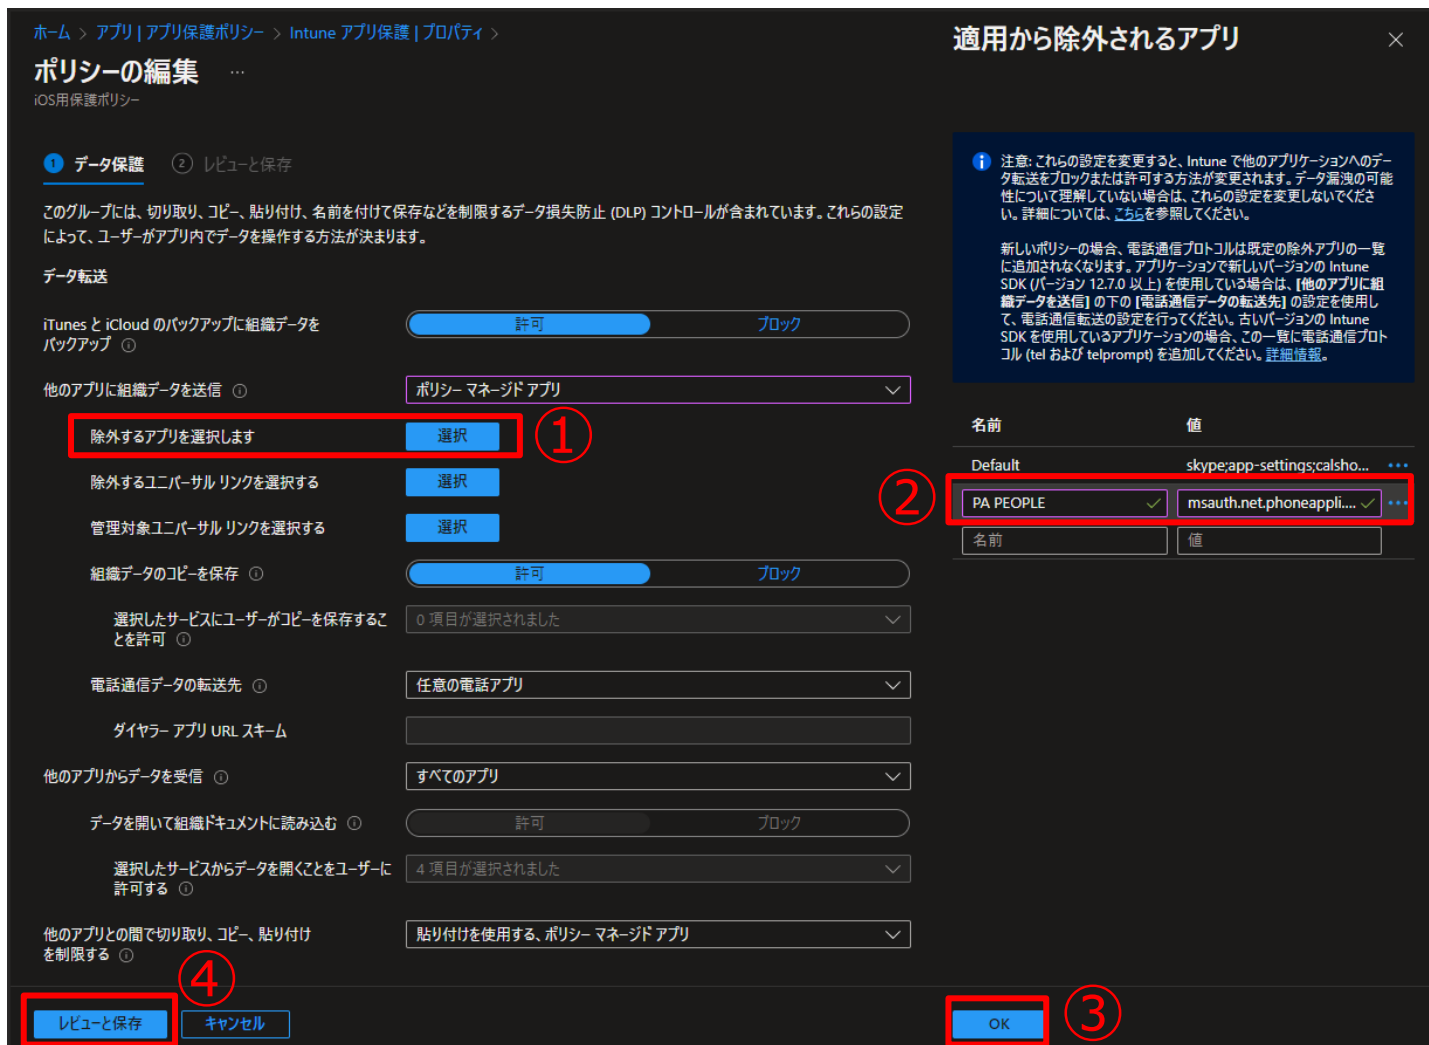 ホーム > アプリ | アプリ保護ポリシー > Intune アプリ保護 | プロパティ >
ポリシーの編集 …
iOS用保護ポリシー
1 データ保護 2 レビューと保存
このグループには、切り取り、コピー、貼り付け、名前を付けて保存などを制限するデータ損失防止 (DLP) コントロールが含まれています。これらの設定
によって、ユーザーがアプリ内でデータを操作する方法が決まります。
データ転送
iTunes と iCloud のバックアップに組織データを
バックアップ
許可 ブロック
他のアプリに組織データを送信
ポリシー マネージド アプリ
除外するアプリを選択します 選択 ①
除外するユニバーサル リンクを選択する 選択
管理対象ユニバーサル リンクを選択する 選択
組織データのコピーを保存 許可 ブロック
選択したサービスにユーザーがコピーを保存するこ
とを許可
0 項目が選択されました
電話通信データの転送先 任意の電話アプリ
ダイヤラー アプリ URL スキーム
他のアプリからデータを受信 すべてのアプリ
データを開いて組織ドキュメントに読み込む 許可 ブロック
選択したサービスからデータを開くことをユーザーに
許可する
4 項目が選択されました
他のアプリとの間で切り取り、コピー、貼り付け
を制限する
貼り付けを使用する、ポリシー マネージド アプリ
④
レビューと保存 キャンセル
適用から除外されるアプリ
注意: これらの設定を変更すると、Intune で他のアプリケーションへのデー
タ転送をブロックまたは許可する方法が変更されます。データ漏洩の可能
性について理解していない場合は、これらの設定を変更しないでくださ
い。詳細については、こちらを参照してください。
新しいポリシーの場合、電話通信プロトコルは既定の除外アプリの一覧
に追加されなくなります。アプリケーションで新しいバージョンの Intune
SDK (バージョン 12.7.0 以上) を使用している場合は、[他のアプリに組
織データを送信] の下の [電話通信データの転送先] の設定を使用し
て、電話通信転送の設定を行ってください。古いバージョンの Intune
SDK を使用しているアプリケーションの場合、この一覧に電話通信プロト
コル (tel および telprompt) を追加してください。詳細情報。
名前 値
Default skype;app-settings;calsho... •••
② PA PEOPLE msauth.net.phoneappli.... •••
名前 値
OK ③